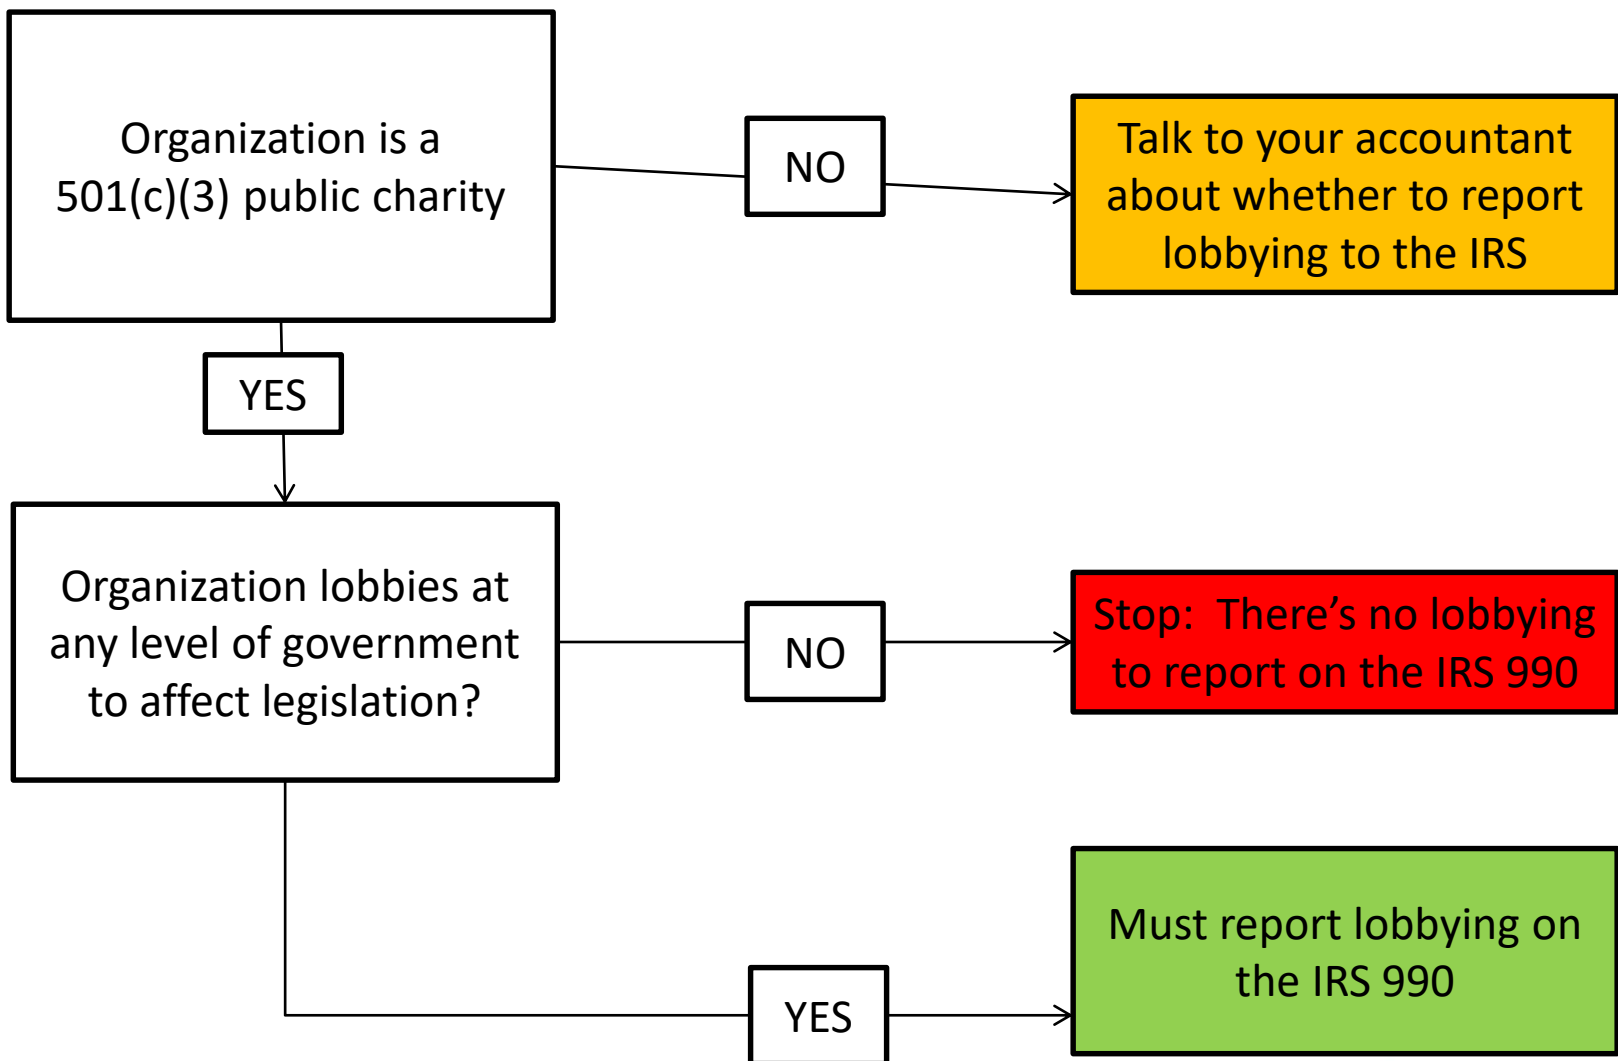 Organization is a
501(c)(3) public charity
NO
Talk to your accountant
about whether to report
lobbying to the IRS
YES
Organization lobbies at
any level of government
to affect legislation?
NO
Stop:  There’s no lobbying
to report on the IRS 990
YES
Must report lobbying on
the IRS 990